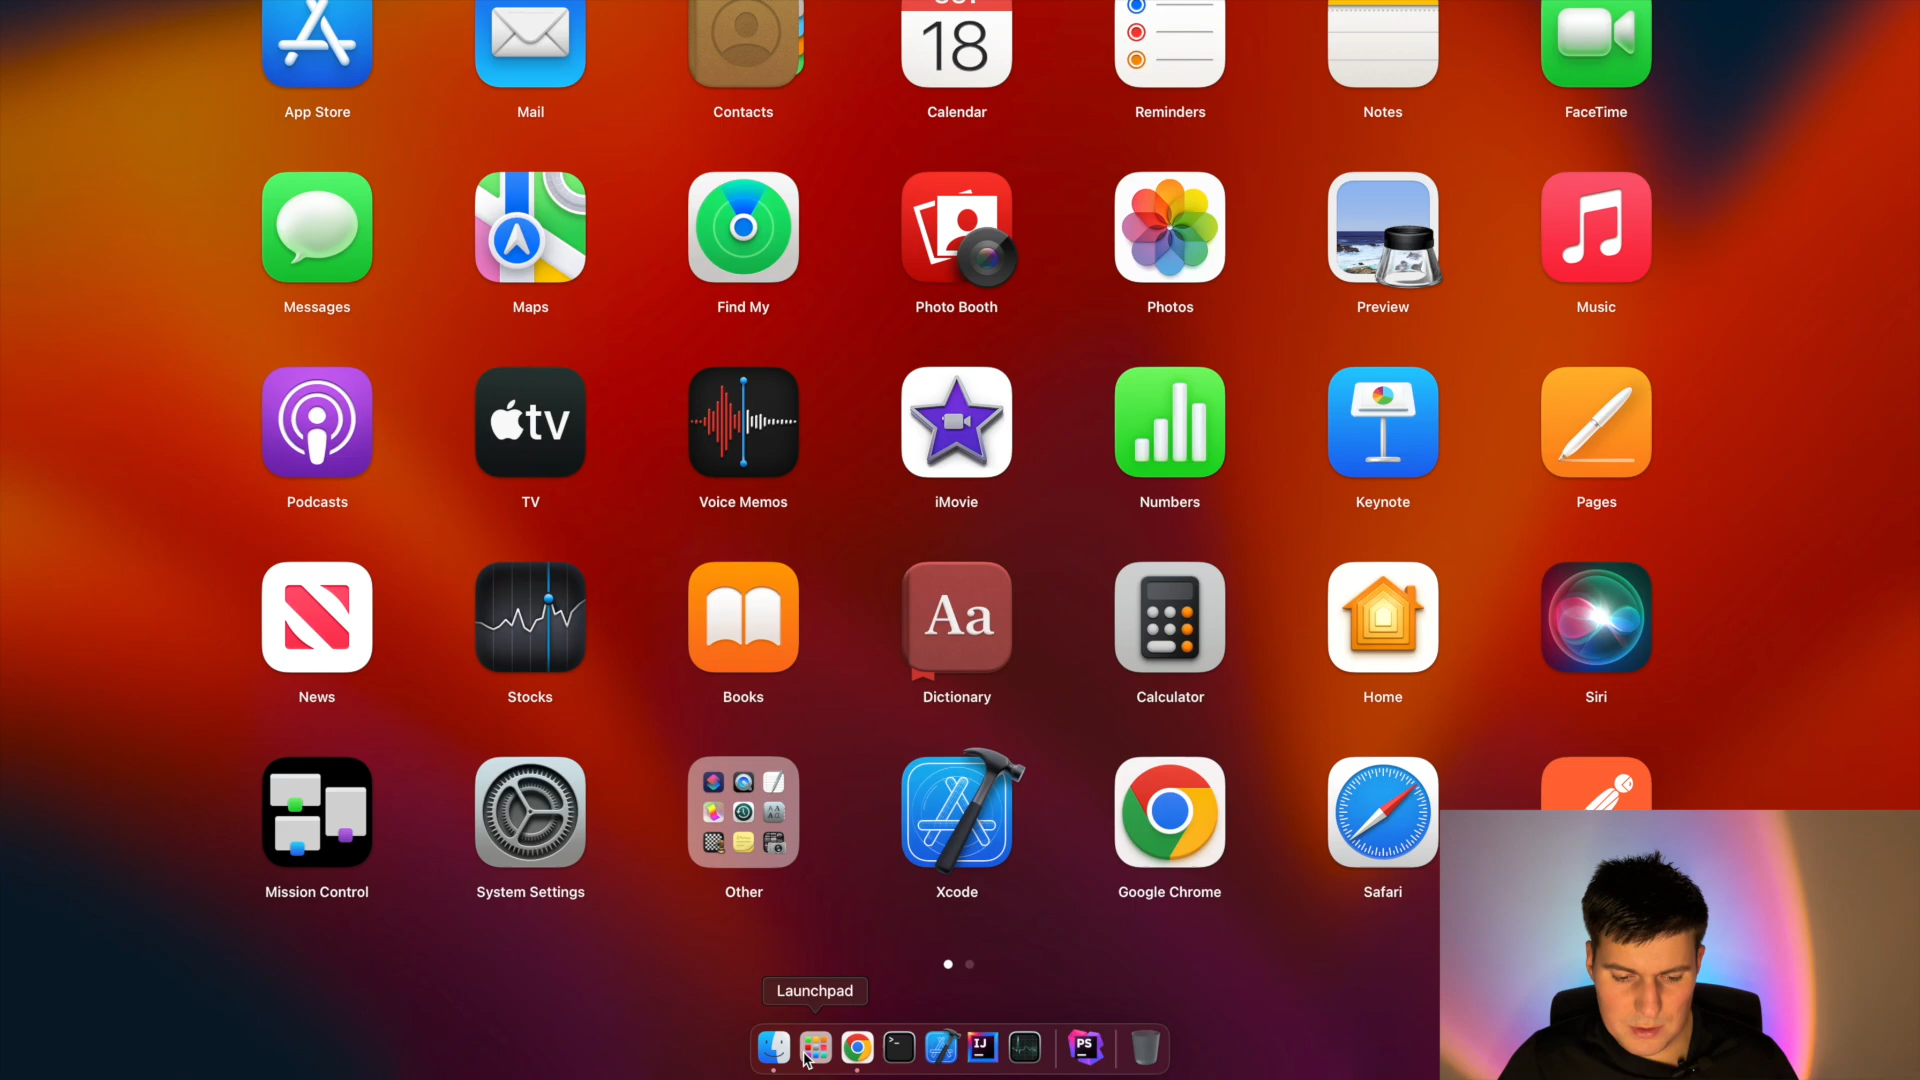 18
App Store Mail Contacts Calendar Reminders Notes FaceTime
tv
Messages Maps Find My Photo Booth Photos Preview Music
Podcasts TV Voice Memos iMovie Numbers Keynote Pages
Aa
News Stocks Books Dictionary Calculator Home Siri
Mission Control System Settings Other Xcode Google Chrome Safari
Launchpad
>_
IJ
PS